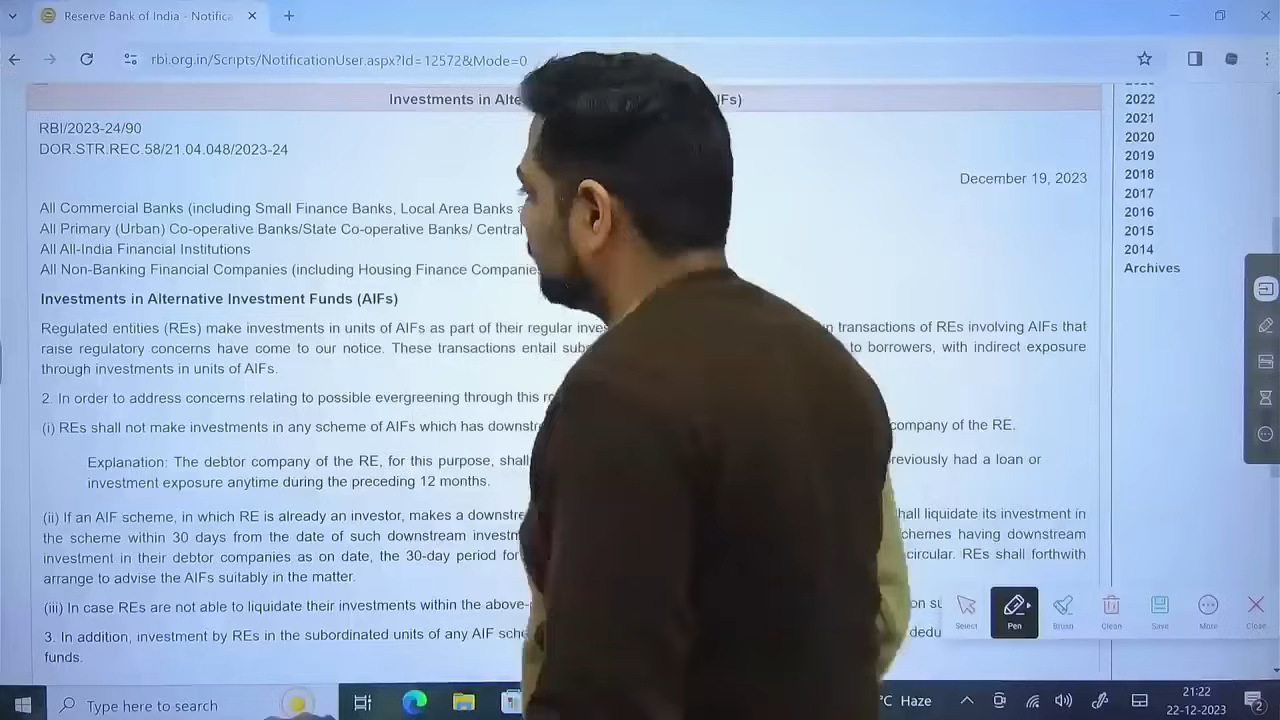 Reserve Bank of India - Notifica
rbi.org.in/Scripts/NotificationUser.aspx?Id=12572&Mode=0
Investments in Alte IFs)
RBI/2023-24/90
DOR.STR.REC.58/21.04.048/2023-24
December 19, 2023
All Commercial Banks (including Small Finance Banks, Local Area Banks
All Primary (Urban) Co-operative Banks/State Co-operative Banks/ Central
All All-India Financial Institutions
All Non-Banking Financial Companies (including Housing Finance Companie
Investments in Alternative Investment Funds (AIFs)
Regulated entities (REs) make investments in units of AIFs as part of their regular inves n transactions of REs involving AIFs that
raise regulatory concerns have come to our notice. These transactions entail subs to borrowers, with indirect exposure
through investments in units of AIFs.
2. In order to address concerns relating to possible evergreening through this ro
(i) REs shall not make investments in any scheme of AIFs which has downstre company of the RE.
Explanation: The debtor company of the RE, for this purpose, shall reviously had a loan or
investment exposure anytime during the preceding 12 months.
(ii) If an AIF scheme, in which RE is already an investor, makes a downstre hall liquidate its investment in
the scheme within 30 days from the date of such downstream investm chemes having downstream
investment in their debtor companies as on date, the 30-day period for circular. REs shall forthwith
arrange to advise the AIFs suitably in the matter.
(iii) In case REs are not able to liquidate their investments within the above- on su
3. In addition, investment by REs in the subordinated units of any AIF sche dedu
funds.
2022
2021
2020
2019
2018
2017
2016
2015
2014
Archives
Select Pen Brush Clean Save More Close
Type here to search
°C Haze
21:22
22-12-2023
2